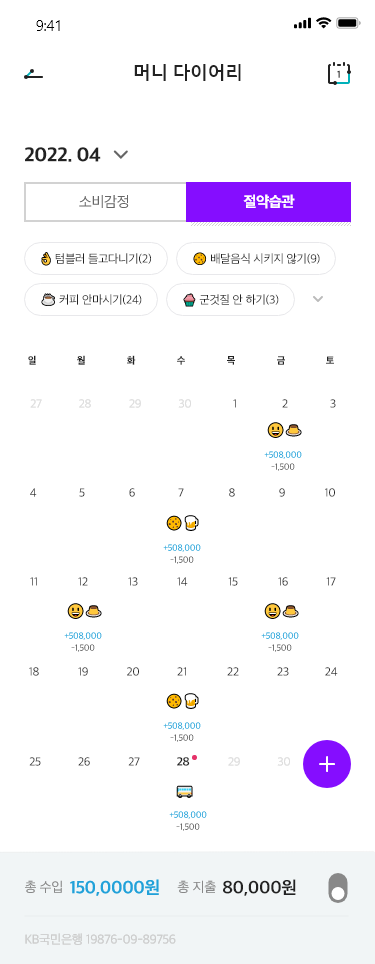 9:41
머니 다이어리
1
2022. 04
소비감정 절약습관
텀블러 들고다니기(2) 배달음식 시키지 않기(9)
커피 안마시기(24) 군것질 안 하기(3)
일 월 화 수 목 금 토
27 28 29 30 1 2 3
+508,000
-1,500
4 5 6 7 8 9 10
+508,000
-1,500
11 12 13 14 15 16 17
+508,000 +508,000
-1,500 -1,500
18 19 20 21 22 23 24
+508,000
-1,500
25 26 27 28 29 30
+508,000
-1,500
총 수입 150,0000원 총 지출 80,000원
KB국민은행 19876-09-89756